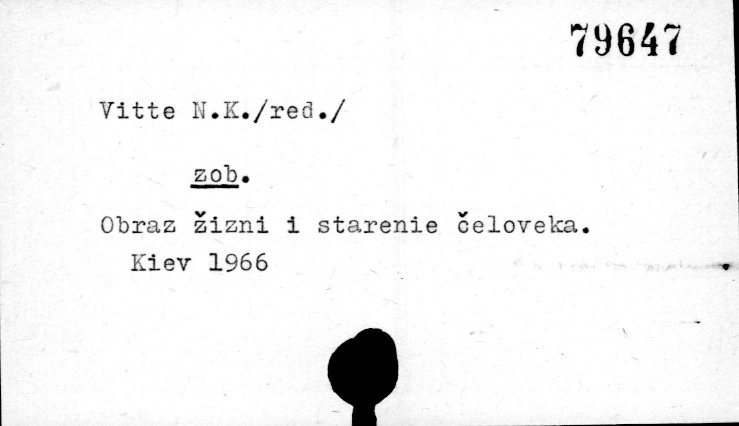 79647
Vitte N.K./red./
zob.
Obraz žizni i starenie čeloveka.
Kiev 1966